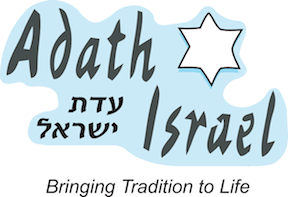 Adath
עדת
ישראל
Israel
Bringing Tradition to Life